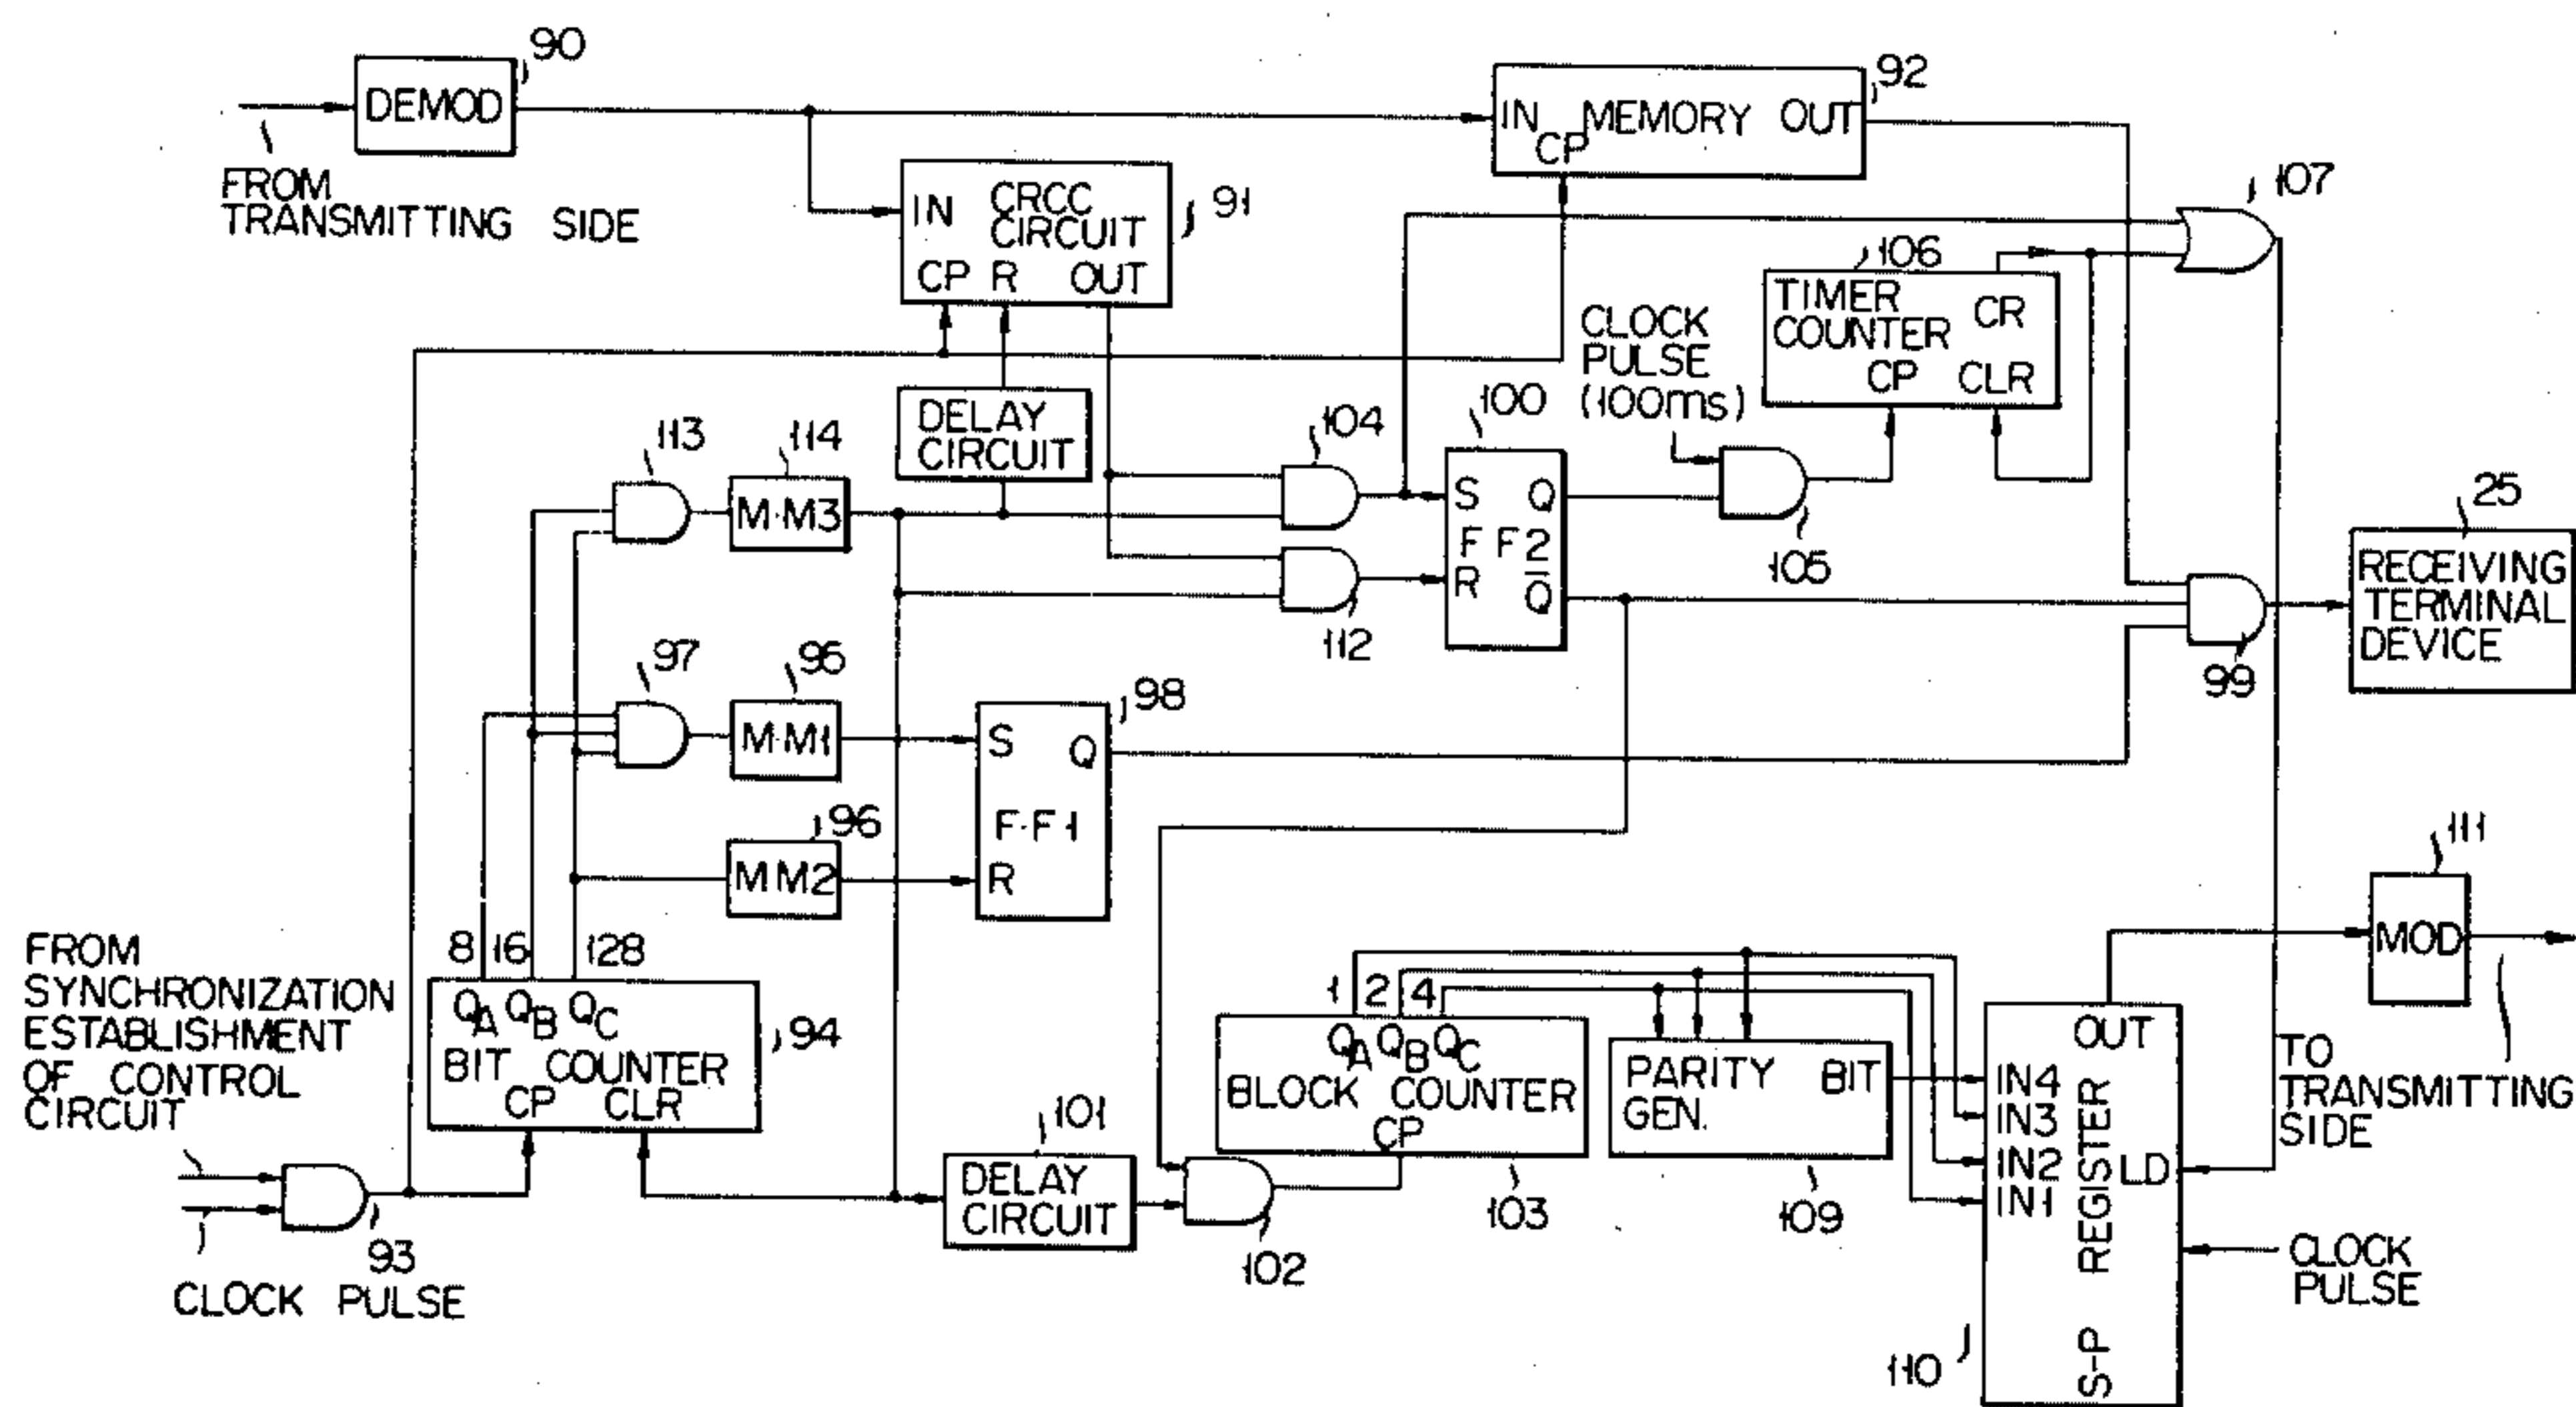 90
DEMOD
FROM
TRANSMITTING SIDE
92
IN MEMORY OUT
CP
IN CRCC
CIRCUIT
CP R OUT
91
107
106
TIMER
COUNTER
CR
CP CLR
CLOCK
PULSE
(100ms)
DELAY
CIRCUIT
113
114
M·M3
104
100
S Q
F F2
R Q̅
105
112
25
RECEIVING
TERMINAL
DEVICE
99
97
95
M·M1
98
S Q
F·F1
R
96
MM2
111
MOD
FROM
SYNCHRONIZATION
ESTABLISHMENT
OF CONTROL
CIRCUIT
8 16 128
QA QB QC
BIT COUNTER
CP CLR
94
93
CLOCK PULSE
101
DELAY
CIRCUIT
102
1 2 4
QA QB QC
BLOCK COUNTER
CP
103
PARITY BIT
GEN.
109
OUT
IN4
IN3
IN2
IN1
LD
S-P REGISTER
110
TO
TRANSMITTING
SIDE
CLOCK
PULSE